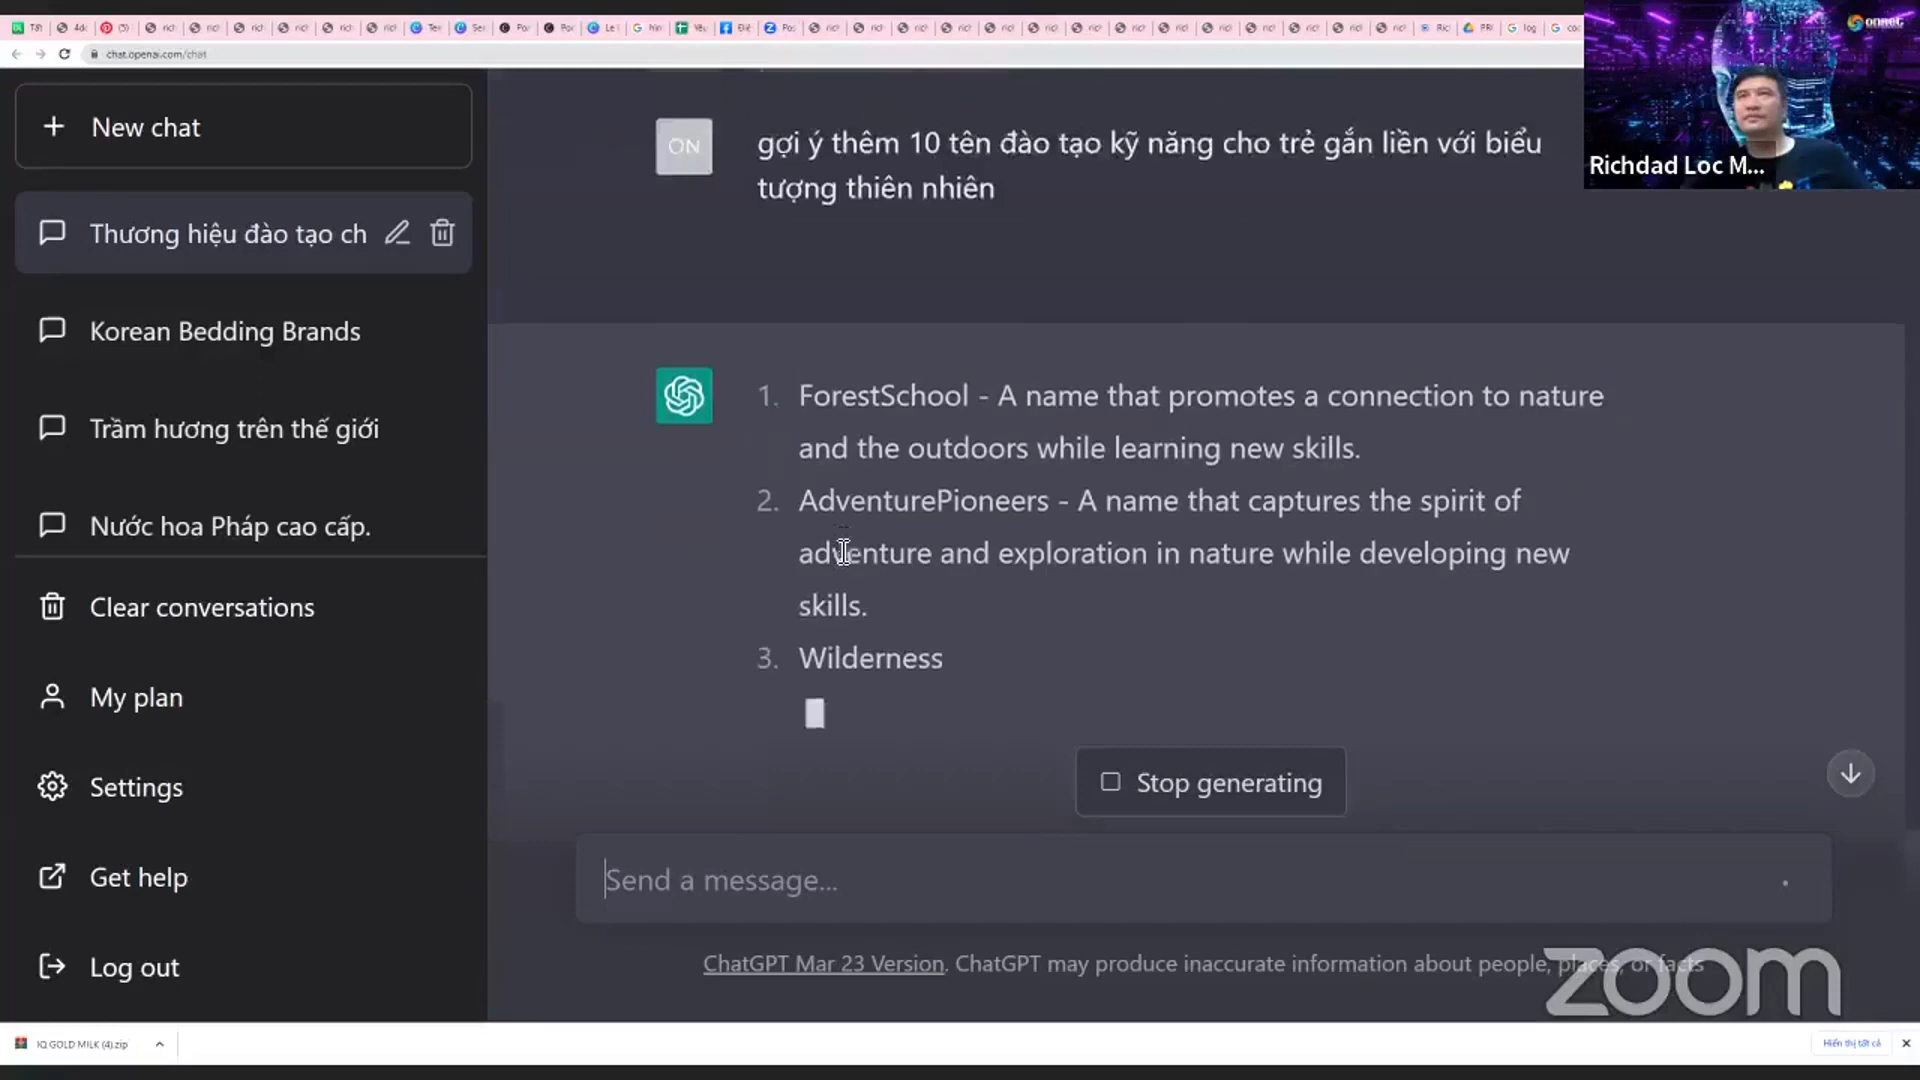 chat.openai.com/chat
New chat
Thương hiệu đào tạo ch
Korean Bedding Brands
Trầm hương trên thế giới
Nước hoa Pháp cao cấp.
Clear conversations
My plan
Settings
Get help
Log out
ON
gợi ý thêm 10 tên đào tạo kỹ năng cho trẻ gắn liền với biểu
tượng thiên nhiên
1. ForestSchool - A name that promotes a connection to nature
and the outdoors while learning new skills.
2. AdventurePioneers - A name that captures the spirit of
adventure and exploration in nature while developing new
skills.
3. Wilderness
Stop generating
Send a message...
ChatGPT Mar 23 Version. ChatGPT may produce inaccurate information about people, places, or facts
Richdad Loc M...
zoom
IQ GOLD MILK (4).zip
Hiển thị tất cả